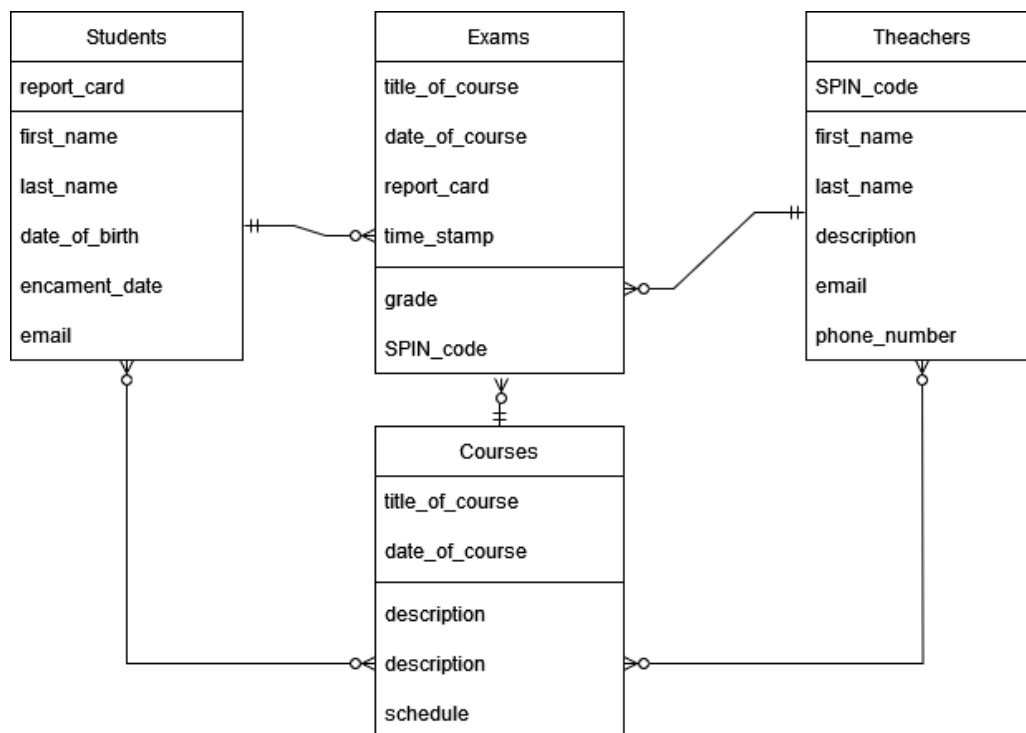 Students
report_card
first_name
last_name
date_of_birth
encament_date
email
Exams
title_of_course
date_of_course
report_card
time_stamp
grade
SPIN_code
Theachers
SPIN_code
first_name
last_name
description
email
phone_number
Courses
title_of_course
date_of_course
description
description
schedule